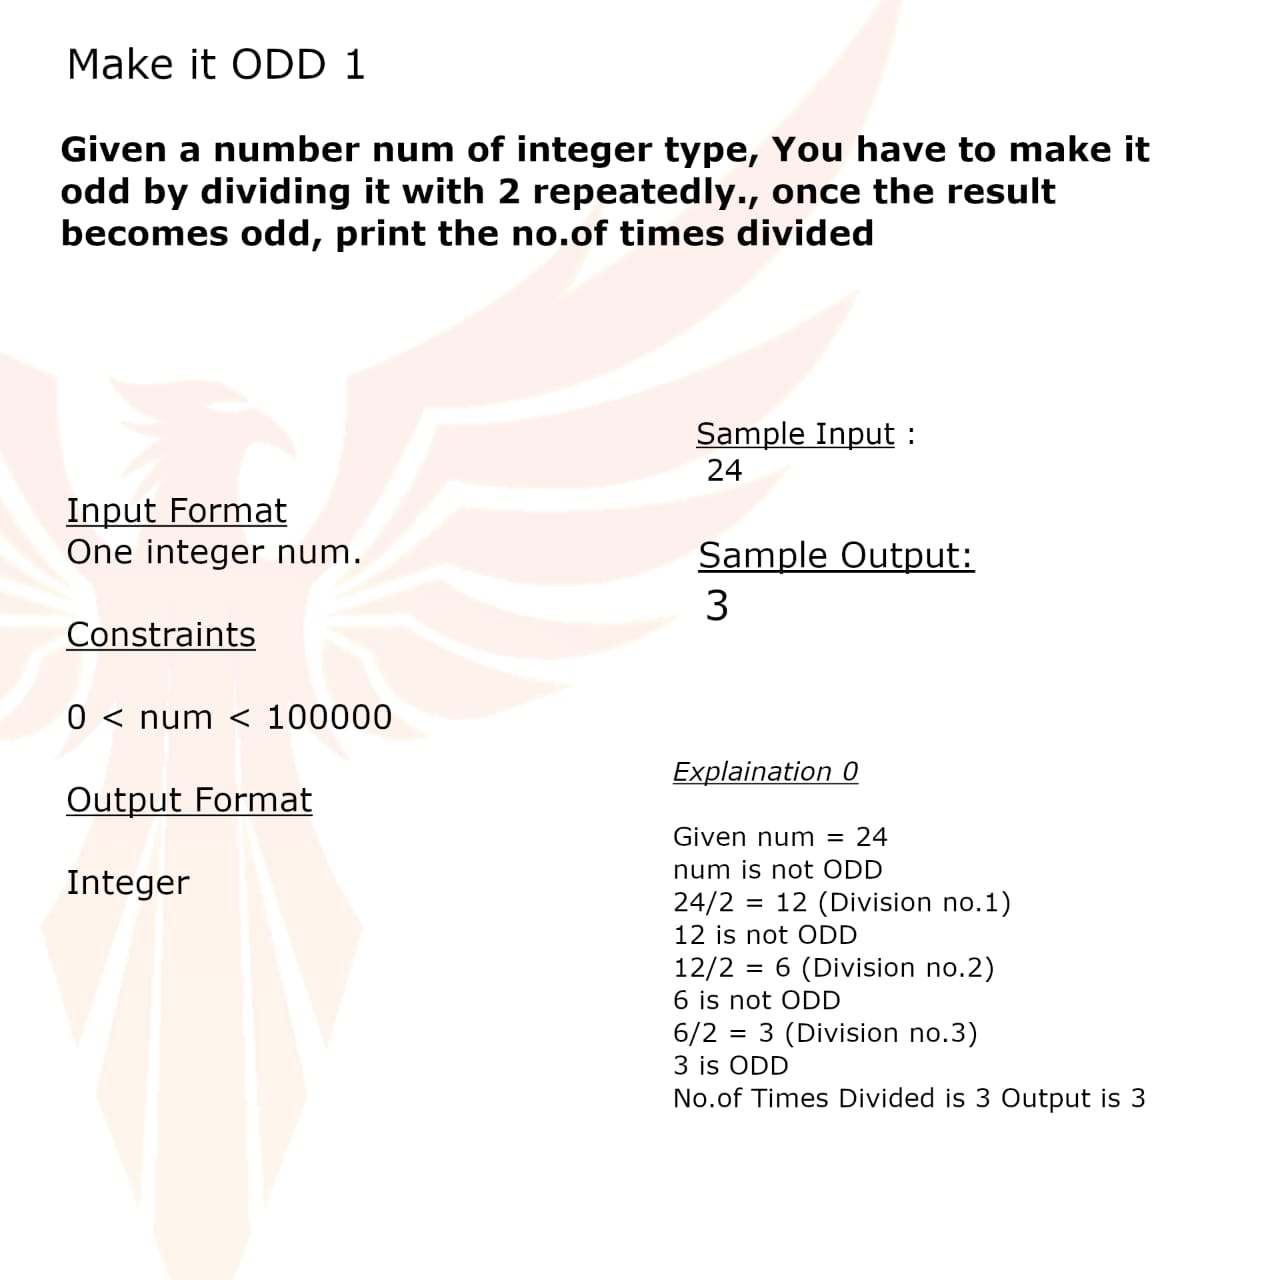 Make it ODD 1
Given a number num of integer type, You have to make it
odd by dividing it with 2 repeatedly., once the result
becomes odd, print the no.of times divided
Input Format
One integer num.
Constraints
0 < num < 100000
Output Format
Integer
Sample Input :
24
Sample Output:
3
Explaination 0
Given num = 24
num is not ODD
24/2 = 12 (Division no.1)
12 is not ODD
12/2 = 6 (Division no.2)
6 is not ODD
6/2 = 3 (Division no.3)
3 is ODD
No.of Times Divided is 3 Output is 3